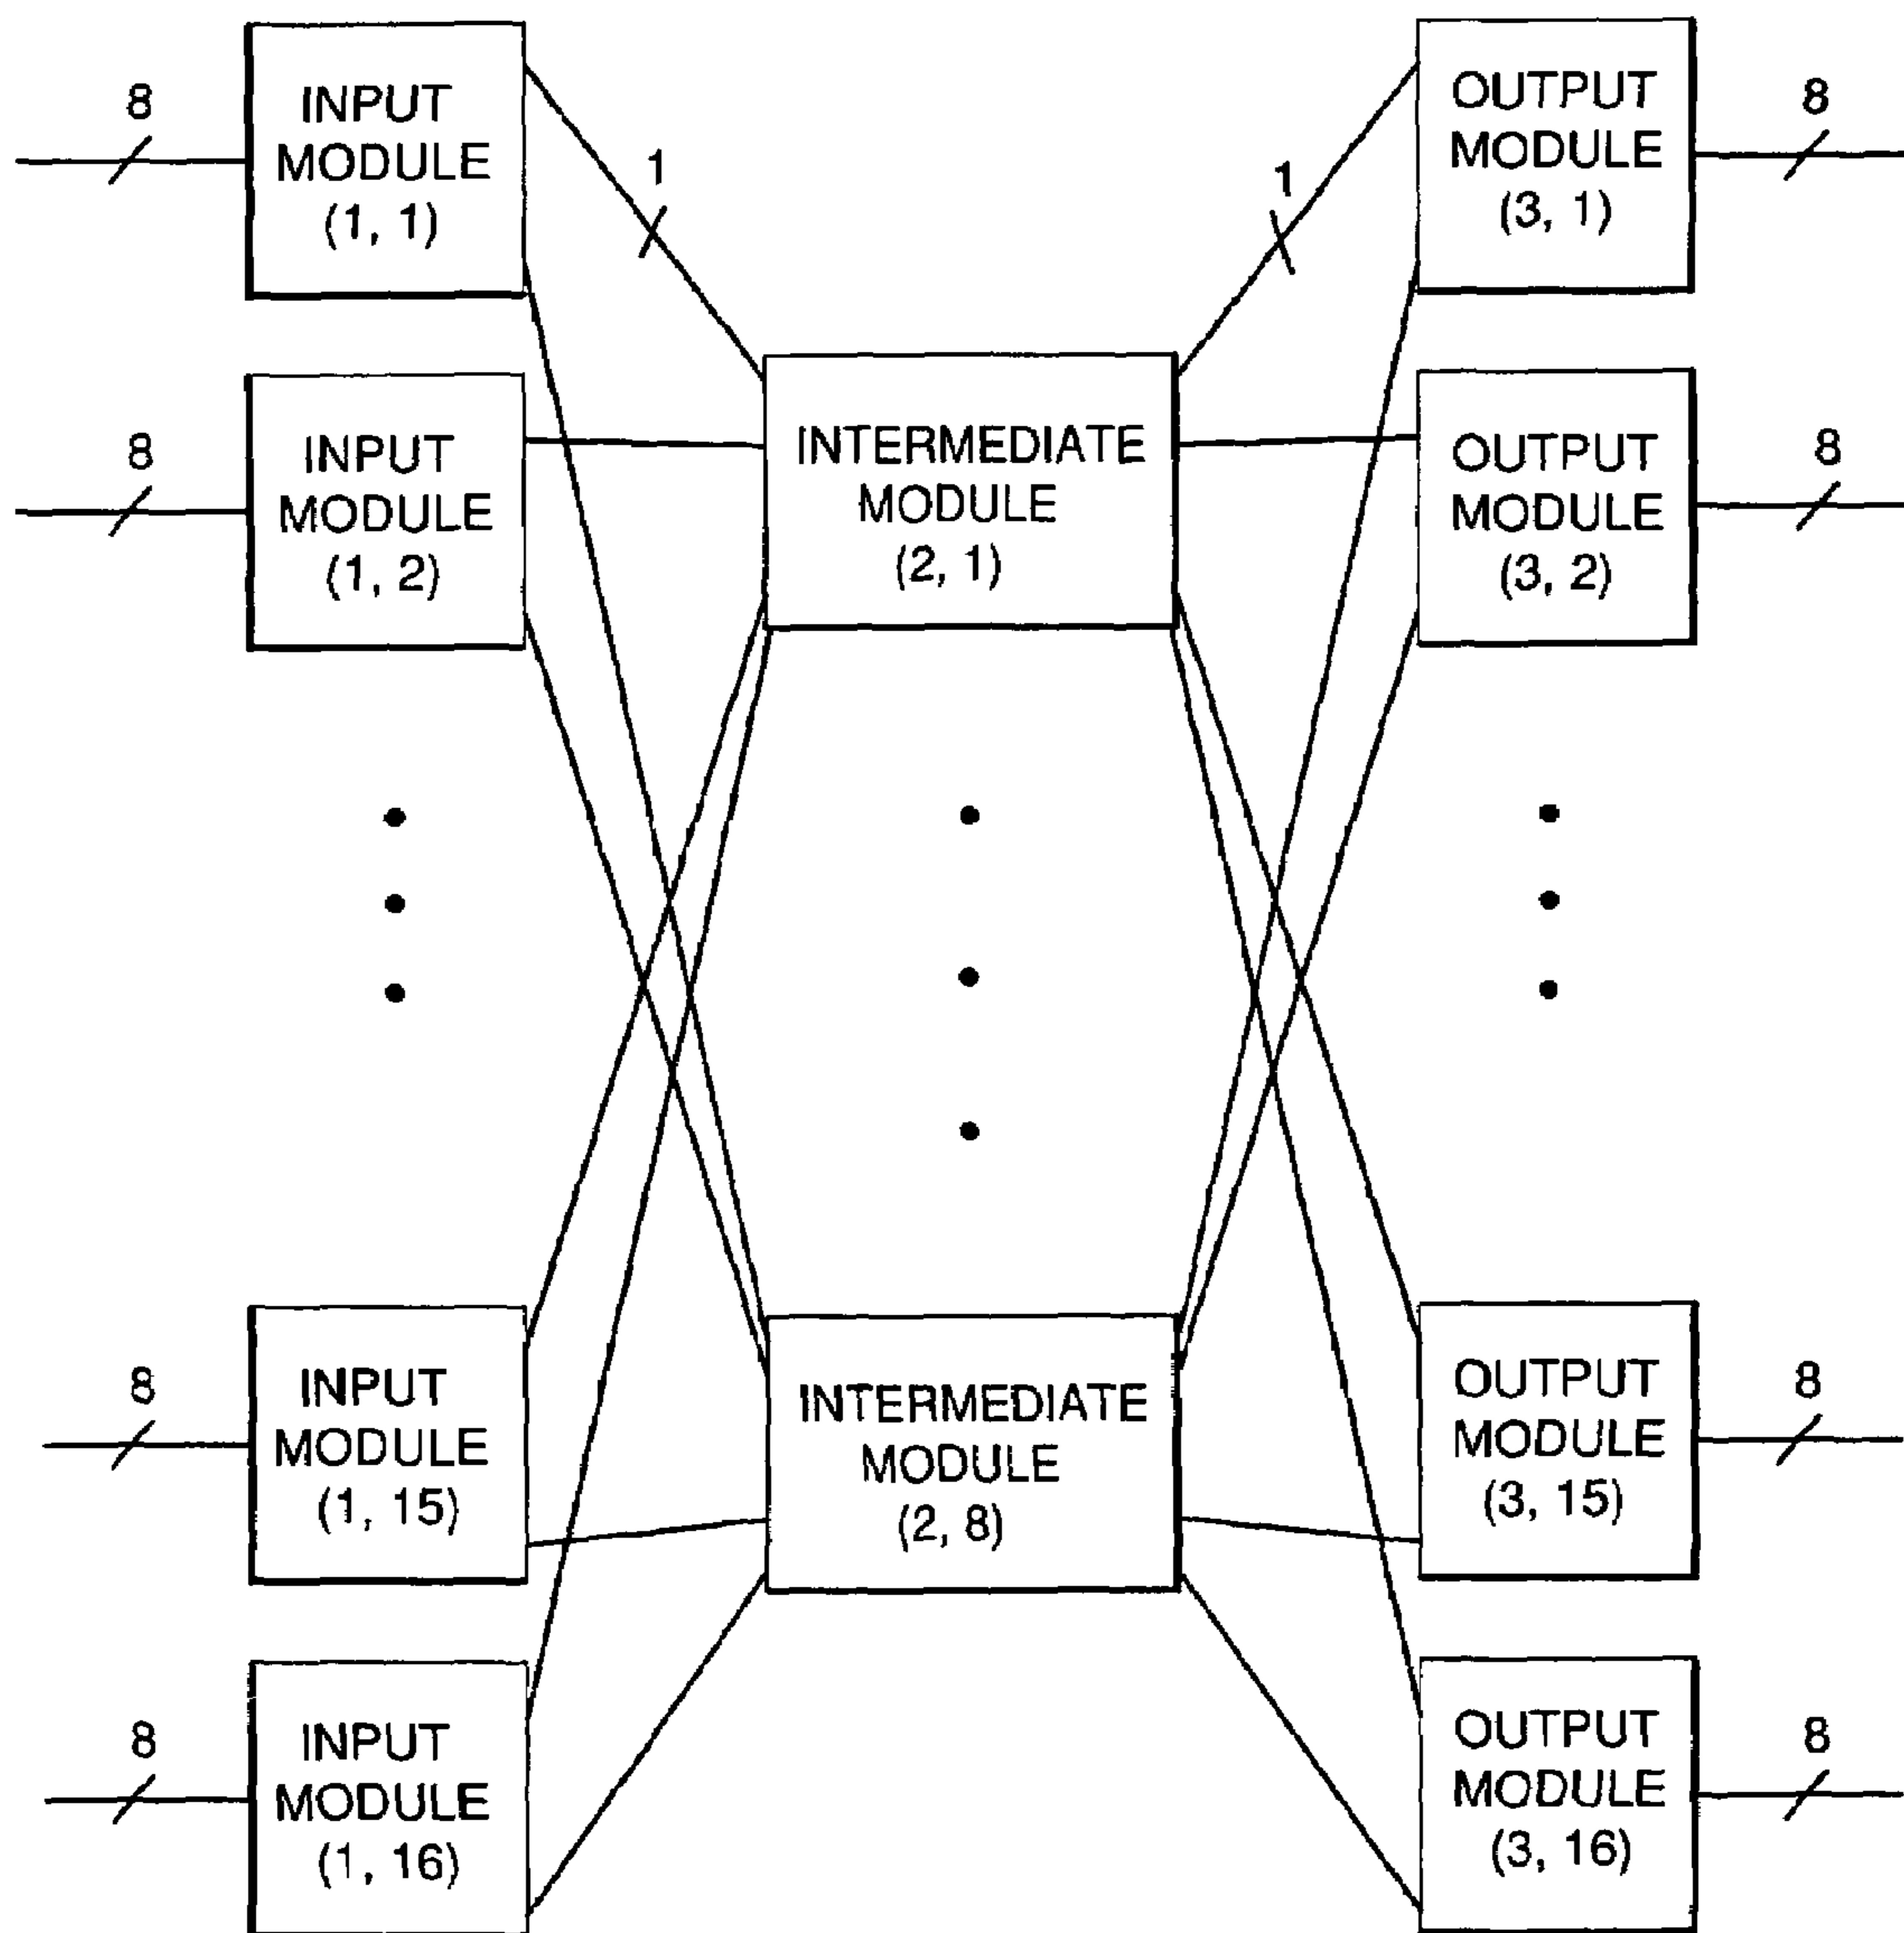 8
INPUT
MODULE
(1, 1)
1
1
OUTPUT
MODULE
(3, 1)
8
8
INPUT
MODULE
(1, 2)
INTERMEDIATE
MODULE
(2, 1)
OUTPUT
MODULE
(3, 2)
8
8
INPUT
MODULE
(1, 15)
INTERMEDIATE
MODULE
(2, 8)
OUTPUT
MODULE
(3, 15)
8
8
INPUT
MODULE
(1, 16)
OUTPUT
MODULE
(3, 16)
8